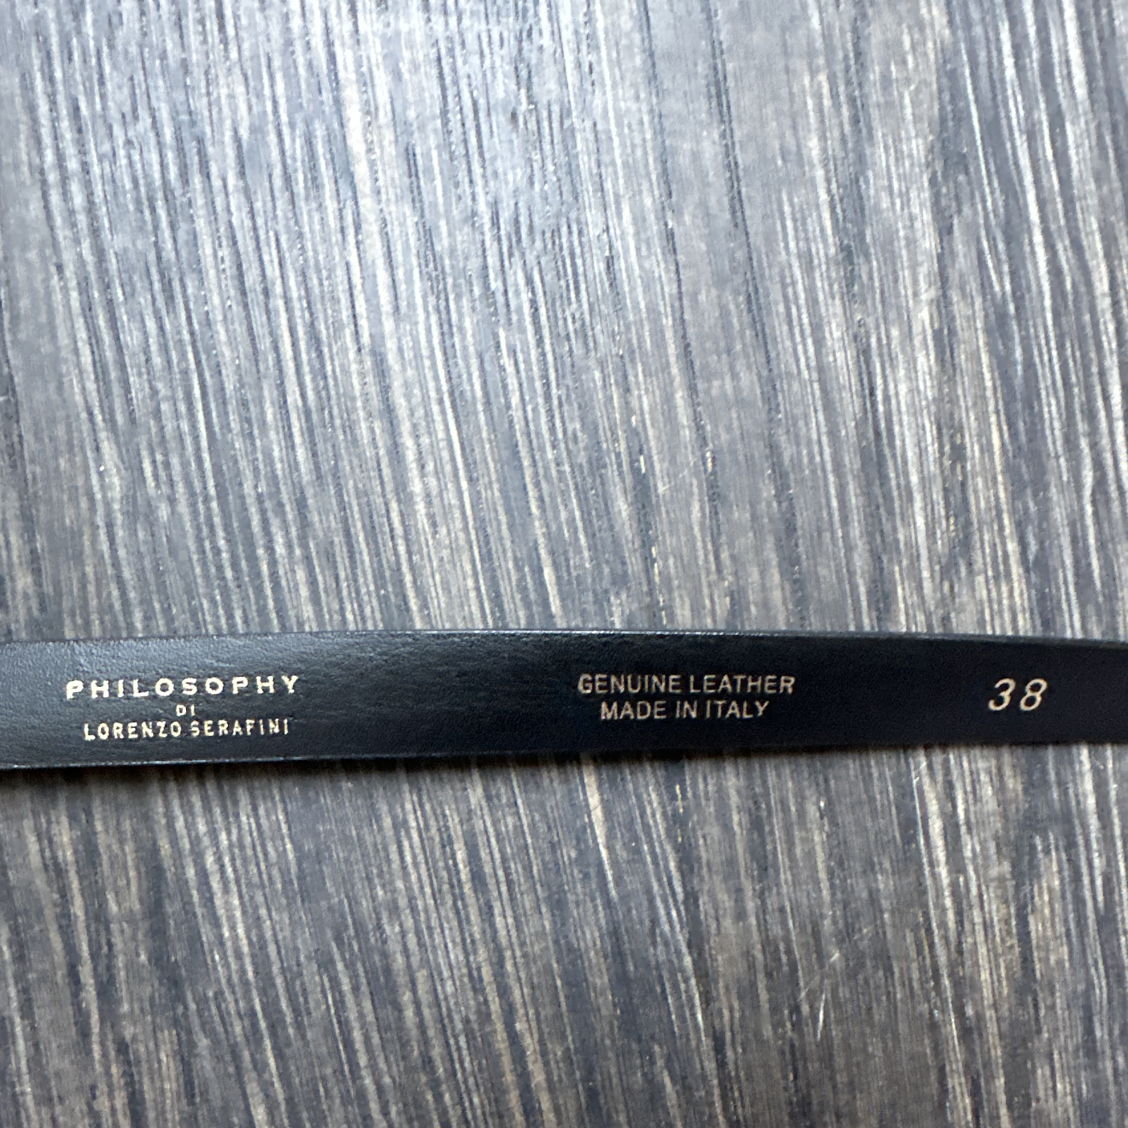 PHILOSOPHY
DI
LORENZO SERAFINI
GENUINE LEATHER
MADE IN ITALY
38